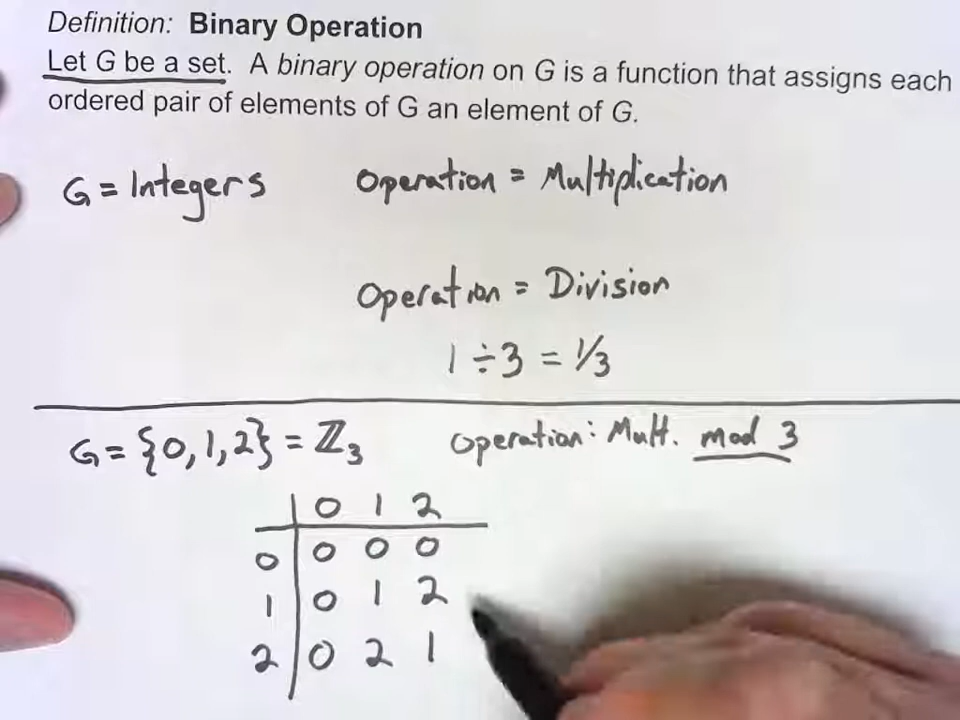 Definition: Binary Operation
Let G be a set. A binary operation on G is a function that assigns each
ordered pair of elements of G an element of G.
G = Integers Operation = Multiplication
Operation = Division
1 ÷ 3 = 1/3
G = {0, 1, 2} = ℤ₃ Operation: Mult. mod 3
0 1 2
0 0 0 0
1 0 1 2
2 0 2 1